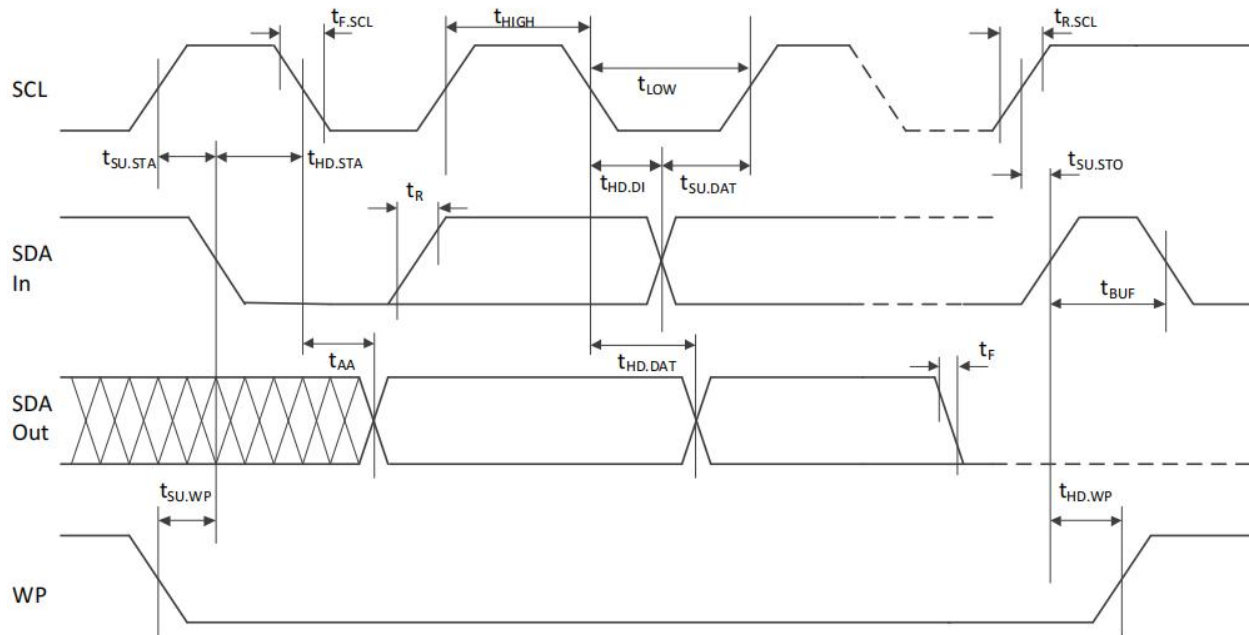 tF.SCL
tHIGH
tR.SCL
SCL
tLOW
tSU.STA
tHD.STA
tHD.DI
tSU.DAT
tSU.STO
tR
SDA
In
tBUF
tAA
tHD.DAT
tF
SDA
Out
tSU.WP
tHD.WP
WP